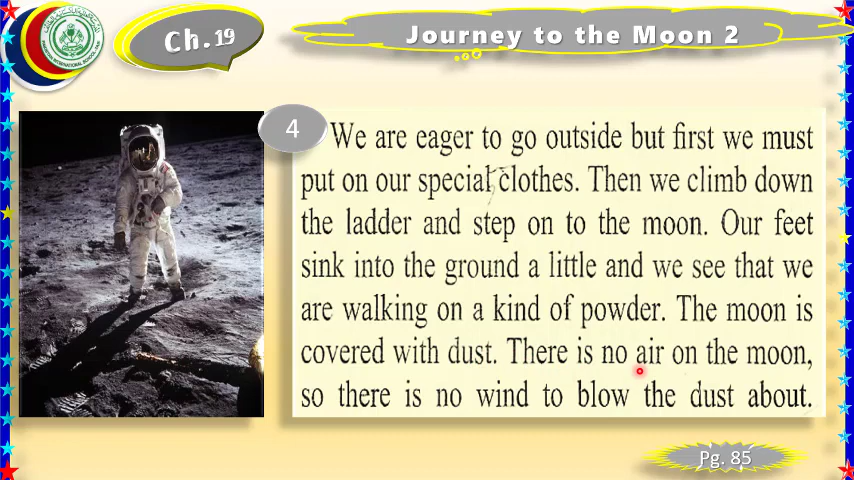 Ch.19
Journey to the Moon 2
4
We are eager to go outside but first we must
put on our special clothes. Then we climb down
the ladder and step on to the moon. Our feet
sink into the ground a little and we see that we
are walking on a kind of powder. The moon is
covered with dust. There is no air on the moon,
so there is no wind to blow the dust about.
Pg. 85